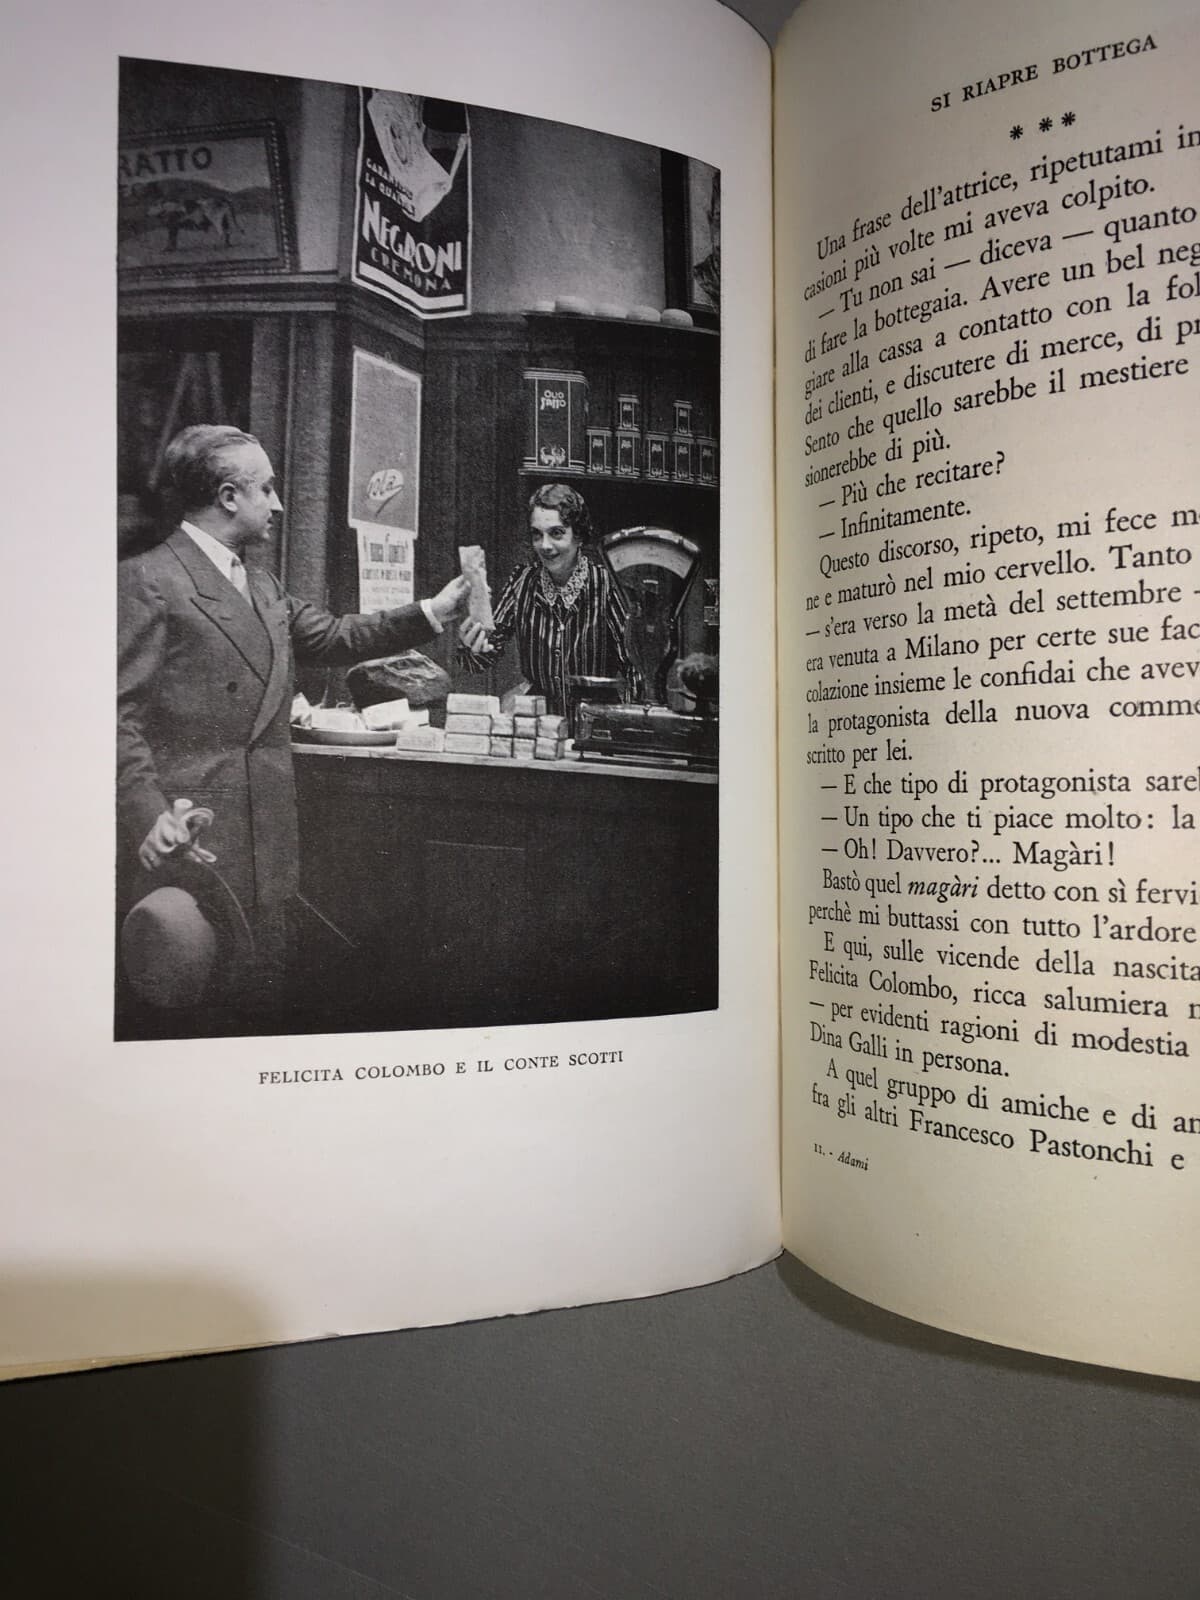 RATTO
GARANTITO
LA QUALITÀ
NEGRONI
CREMONA
OLIO
SASSO
FELICITA COLOMBO E IL CONTE SCOTTI
SI RIAPRE BOTTEGA
* * *
Una frase dell'attrice, ripetutami in
casioni più volte mi aveva colpito.
— Tu non sai — diceva — quanto
di fare la bottegaia. Avere un bel neg
giare alla cassa a contatto con la fol
dei clienti, e discutere di merce, di pr
Sento che quello sarebbe il mestiere
sionerebbe di più.
— Più che recitare?
— Infinitamente.
Questo discorso, ripeto, mi fece m
ne e maturò nel mio cervello. Tanto
— s'era verso la metà del settembre -
era venuta a Milano per certe sue fac
colazione insieme le confidai che avev
la protagonista della nuova comme
scritto per lei.
— E che tipo di protagonista sareb
— Un tipo che ti piace molto: la
— Oh! Davvero?... Magàri!
Bastò quel magàri detto con sì fervi
perchè mi buttassi con tutto l'ardore
E qui, sulle vicende della nascita
Felicita Colombo, ricca salumiera
— per evidenti ragioni di modestia
Dina Galli in persona.
A quel gruppo di amiche e di am
fra gli altri Francesco Pastonchi e
11. - Adami